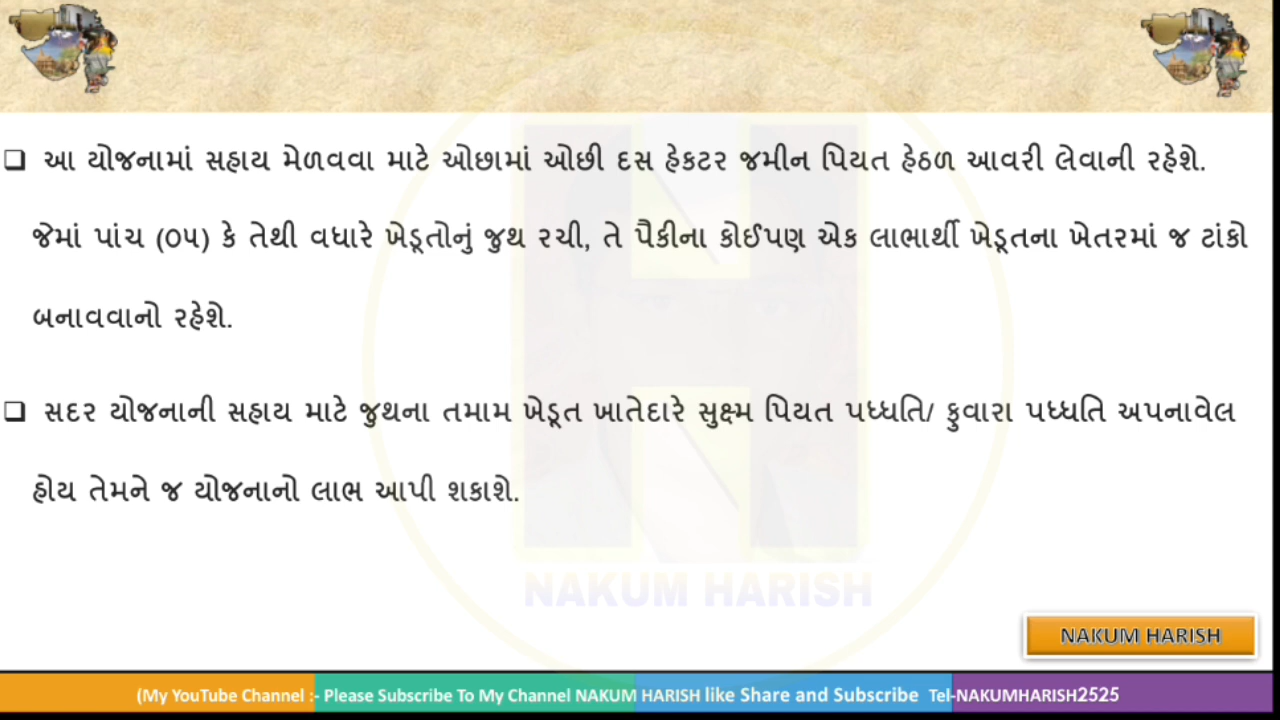 ❑ આ યોજનામાં સહાય મેળવવા માટે ઓછામાં ઓછી દસ હેકટર જમીન પિયત હેઠળ આવરી લેવાની રહેશે.
જેમાં પાંચ (૦૫) કે તેથી વધારે ખેડૂતોનું જુથ રચી, તે પૈકીના કોઈપણ એક લાભાર્થી ખેડૂતના ખેતરમાં જ ટાંકો
બનાવવાનો રહેશે.
❑ સદર યોજનાની સહાય માટે જુથના તમામ ખેડૂત ખાતેદારે સુક્ષ્મ પિયત પધ્ધતિ/ ફુવારા પધ્ધતિ અપનાવેલ
હોય તેમને જ યોજનાનો લાભ આપી શકાશે.
NAKUM HARISH
NAKUM HARISH
(My YouTube Channel :- Please Subscribe To My Channel NAKUM HARISH like Share and Subscribe Tel-NAKUMHARISH2525